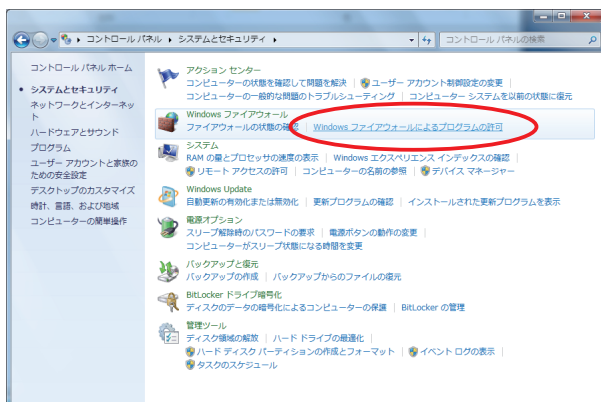 コントロール パネル ▸ システムとセキュリティ ▸
コントロール パネルの検索
コントロール パネル ホーム
システムとセキュリティ
ネットワークとインターネッ
ト
ハードウェアとサウンド
プログラム
ユーザー アカウントと家族の
ための安全設定
デスクトップのカスタマイズ
時計、言語、および地域
コンピューターの簡単操作
アクション センター
コンピューターの状態を確認して問題を解決 | ユーザー アカウント制御設定の変更 |
コンピューターの一般的な問題のトラブルシューティング | コンピューター システムを以前の状態に復元
Windows ファイアウォール
ファイアウォールの状態の確認 | Windows ファイアウォールによるプログラムの許可
システム
RAM の量とプロセッサの速度の表示 | Windows エクスペリエンス インデックスの確認 |
リモート アクセスの許可 | コンピューターの名前の参照 | デバイス マネージャー
Windows Update
自動更新の有効化または無効化 | 更新プログラムの確認 | インストールされた更新プログラムを表示
電源オプション
スリープ解除時のパスワードの要求 | 電源ボタンの動作の変更 |
コンピューターがスリープ状態になる時間を変更
バックアップと復元
バックアップの作成 | バックアップからのファイルの復元
BitLocker ドライブ暗号化
ディスクのデータの暗号化によるコンピューターの保護 | BitLocker の管理
管理ツール
ディスク領域の解放 | ハード ドライブの最適化 |
ハード ディスク パーティションの作成とフォーマット | イベント ログの表示 |
タスクのスケジュール